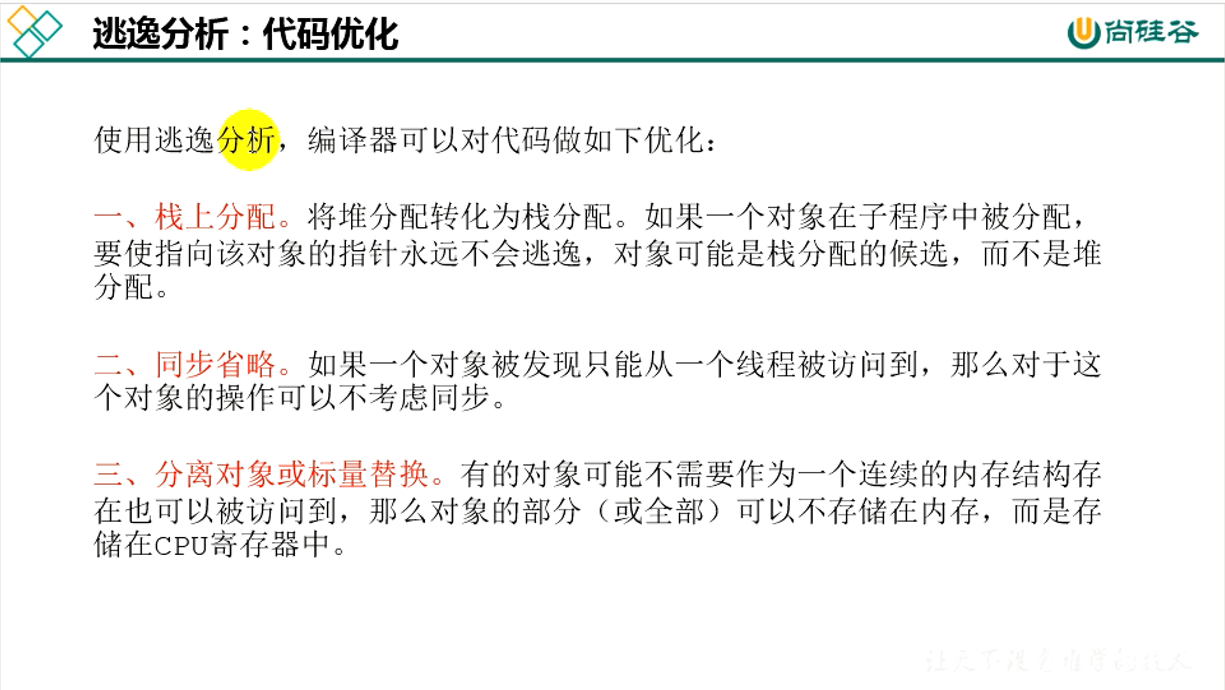 逃逸分析：代码优化
尚硅谷
使用逃逸分析，编译器可以对代码做如下优化：
一、栈上分配。将堆分配转化为栈分配。如果一个对象在子程序中被分配，
要使指向该对象的指针永远不会逃逸，对象可能是栈分配的候选，而不是堆
分配。
二、同步省略。如果一个对象被发现只能从一个线程被访问到，那么对于这
个对象的操作可以不考虑同步。
三、分离对象或标量替换。有的对象可能不需要作为一个连续的内存结构存
在也可以被访问到，那么对象的部分（或全部）可以不存储在内存，而是存
储在CPU寄存器中。
让天下没有难学的技术